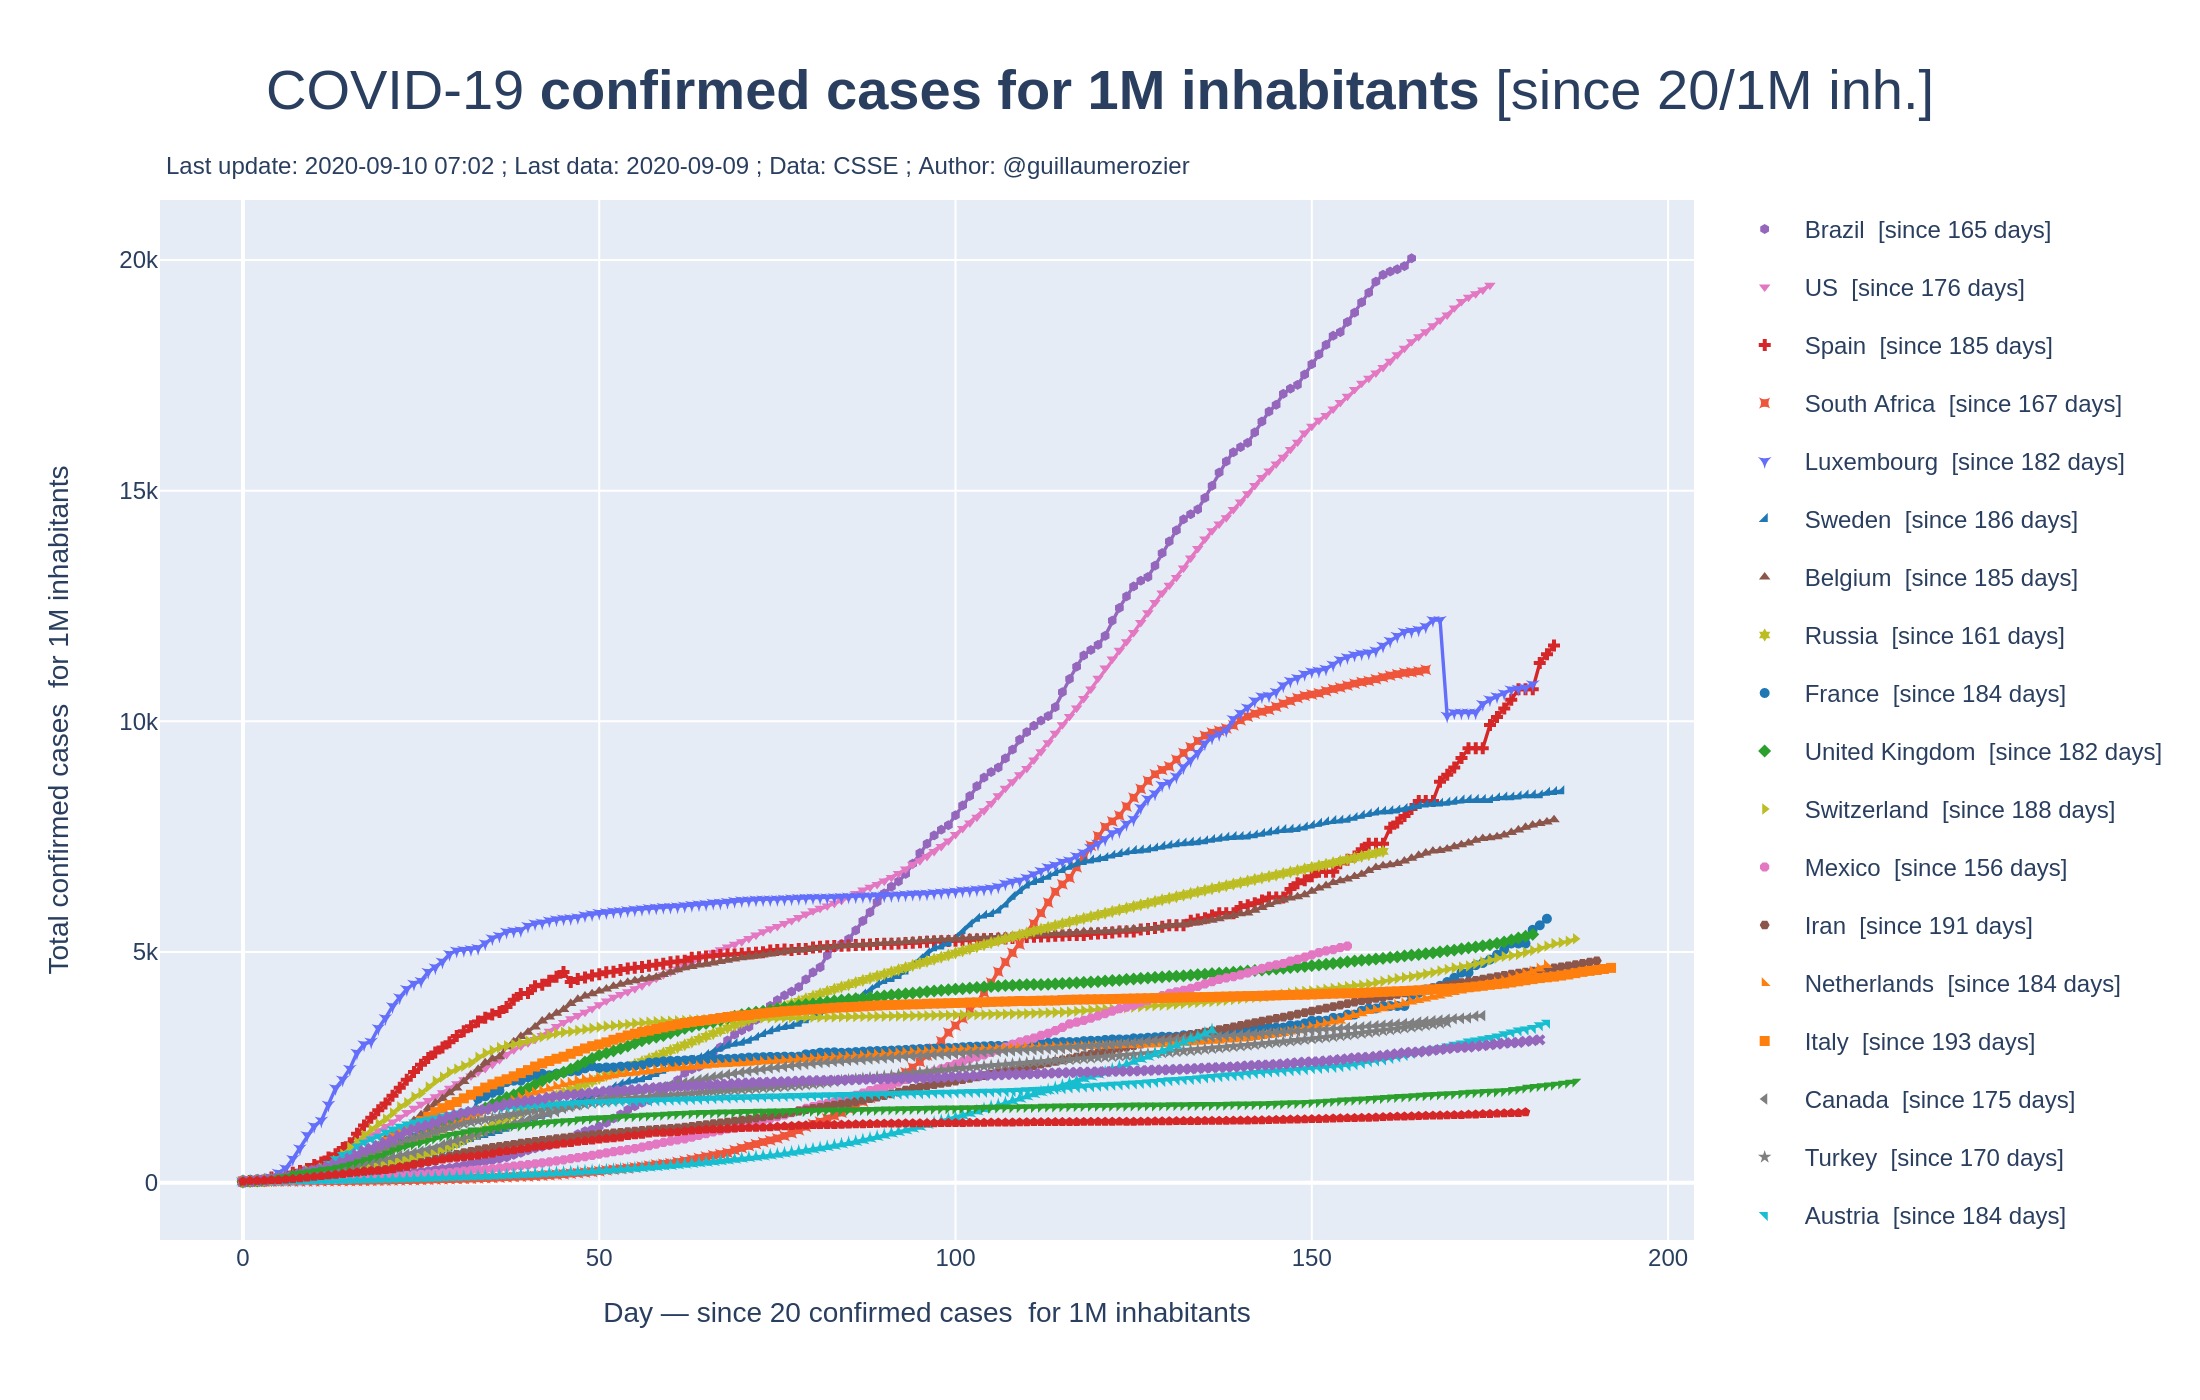 COVID-19 confirmed cases for 1M inhabitants [since 20/1M inh.]
Last update: 2020-09-10 07:02 ; Last data: 2020-09-09 ; Data: CSSE ; Author: @guillaumerozier
Total confirmed cases  for 1M inhabitants
20k
15k
10k
5k
0
0
50
100
150
200
Day — since 20 confirmed cases  for 1M inhabitants
Brazil  [since 165 days]
US  [since 176 days]
Spain  [since 185 days]
South Africa  [since 167 days]
Luxembourg  [since 182 days]
Sweden  [since 186 days]
Belgium  [since 185 days]
Russia  [since 161 days]
France  [since 184 days]
United Kingdom  [since 182 days]
Switzerland  [since 188 days]
Mexico  [since 156 days]
Iran  [since 191 days]
Netherlands  [since 184 days]
Italy  [since 193 days]
Canada  [since 175 days]
Turkey  [since 170 days]
Austria  [since 184 days]